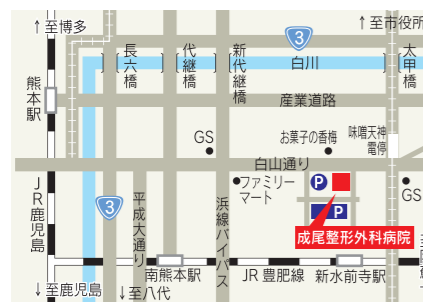 ↑至博多
↑至市役所
3
長六橋
代継橋
新代継橋
白川
太甲橋
熊本駅
産業道路
GS
お菓子の香梅
味噌天神電停
白山通り
ファミリーマート
P
P
GS
JR鹿児島
3
平成大通り
浜線バイパス
成尾整形外科病院
南熊本駅
JR 豊肥線
新水前寺駅
↓至鹿児島
↓至八代